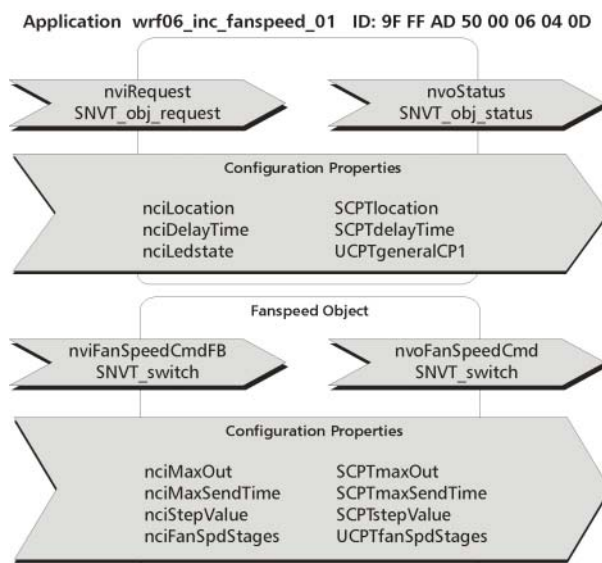 Application wrf06_inc_fanspeed_01 ID: 9F FF AD 50 00 06 04 0D
nviRequest
SNVT_obj_request
nvoStatus
SNVT_obj_status
Configuration Properties
nciLocation SCPTlocation
nciDelayTime SCPTdelayTime
nciLedstate UCPTgeneralCP1
Fanspeed Object
nviFanSpeedCmdFB
SNVT_switch
nvoFanSpeedCmd
SNVT_switch
Configuration Properties
nciMaxOut SCPTmaxOut
nciMaxSendTime SCPTmaxSendTime
nciStepValue SCPTstepValue
nciFanSpdStages UCPTfanSpdStages